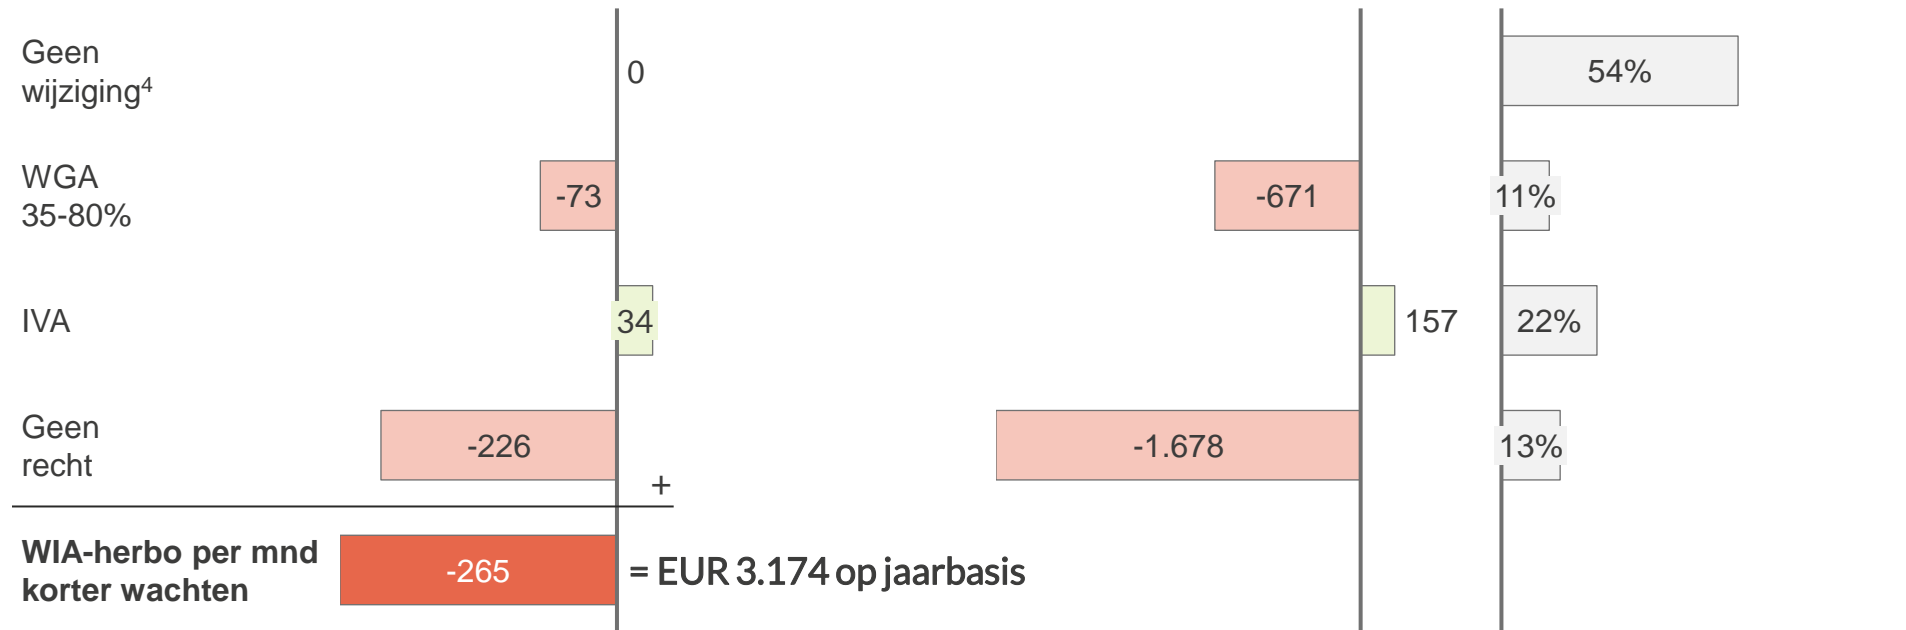 Geen
wijziging⁴
0
54%
WGA
35-80%
-73
-671
11%
IVA
34
157
22%
Geen
recht
-226
-1.678
13%
+
WIA-herbo per mnd
korter wachten
-265
= EUR 3.174 op jaarbasis